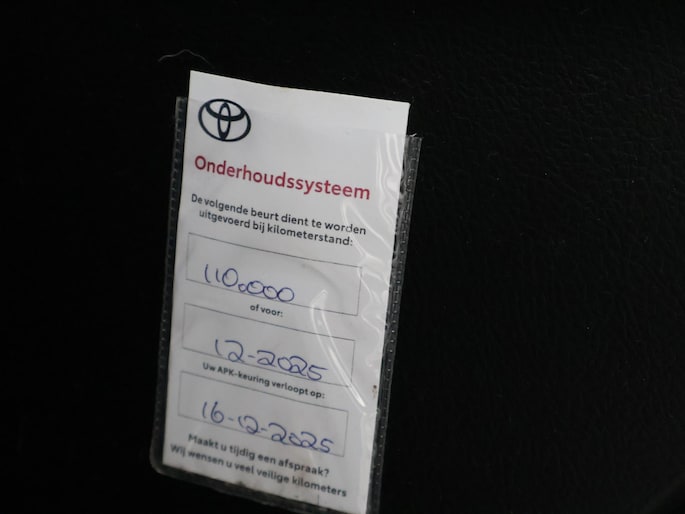 Onderhoudssysteem
De volgende beurt dient te worden
uitgevoerd bij kilometerstand:
110.000
of voor:
12-2025
Uw APK-keuring verloopt op:
16-12-2025
Maakt u tijdig een afspraak?
Wij wensen u veel veilige kilometers